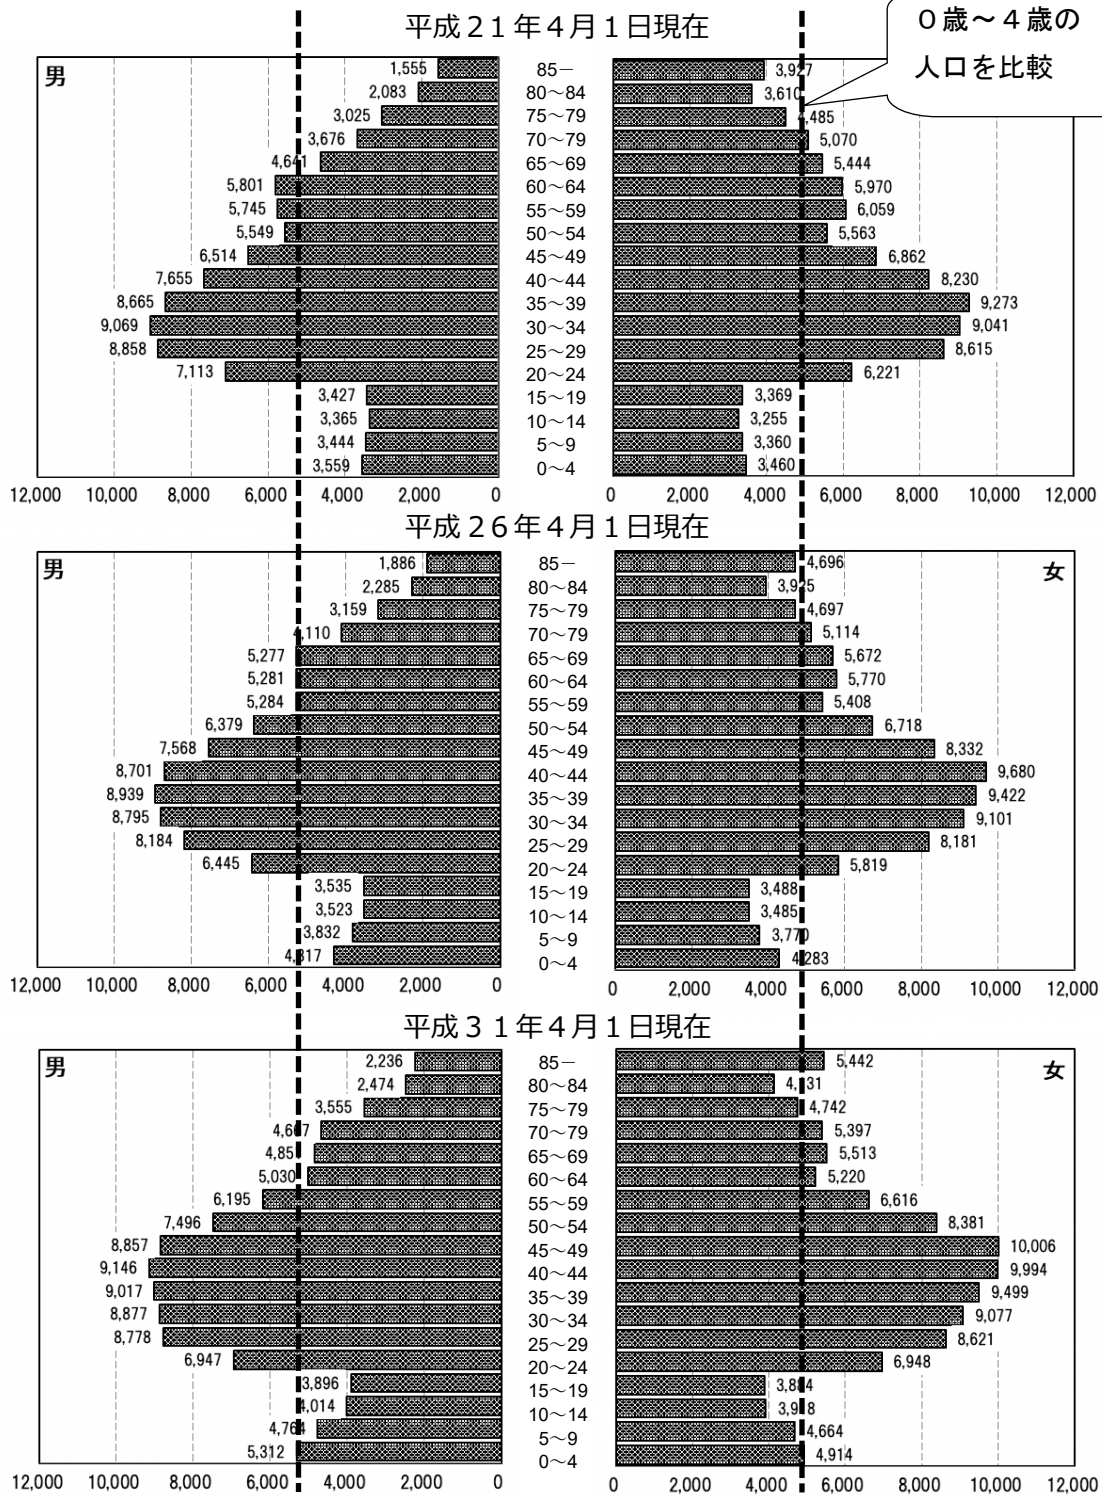 平成21年4月1日現在
0歳～4歳の
人口を比較
男
1,555 85－ 3,927
2,083 80～84 3,610
3,025 75～79 4,485
3,676 70～79 5,070
4,641 65～69 5,444
5,801 60～64 5,970
5,745 55～59 6,059
5,549 50～54 5,563
6,514 45～49 6,862
7,655 40～44 8,230
8,665 35～39 9,273
9,069 30～34 9,041
8,858 25～29 8,615
7,113 20～24 6,221
3,427 15～19 3,369
3,365 10～14 3,255
3,444 5～9 3,360
3,559 0～4 3,460
12,000 10,000 8,000 6,000 4,000 2,000 0 0 2,000 4,000 6,000 8,000 10,000 12,000
平成26年4月1日現在
男 女
1,886 85－ 4,696
2,285 80～84 3,925
3,159 75～79 4,697
4,110 70～79 5,114
5,277 65～69 5,672
5,281 60～64 5,770
5,284 55～59 5,408
6,379 50～54 6,718
7,568 45～49 8,332
8,701 40～44 9,680
8,939 35～39 9,422
8,795 30～34 9,101
8,184 25～29 8,181
6,445 20～24 5,819
3,535 15～19 3,488
3,523 10～14 3,485
3,832 5～9 3,770
0～4
12,000 10,000 8,000 6,000 4,000 2,000 0 0 2,000 4,000 6,000 8,000 10,000 12,000
平成31年4月1日現在
男 女
2,236 85－ 5,442
2,474 80～84
3,555 75～79 4,742
70～79 5,397
65～69 5,513
5,030 60～64 5,220
6,195 55～59 6,616
7,496 50～54 8,381
8,857 45～49 10,006
9,146 40～44 9,994
9,017 35～39 9,499
8,877 30～34 9,077
8,778 25～29 8,621
6,947 20～24 6,948
3,896 15～19
4,014 10～14
4,764 5～9 4,664
5,312 0～4 4,914
12,000 10,000 8,000 6,000 4,000 2,000 0 0 2,000 4,000 6,000 8,000 10,000 12,000